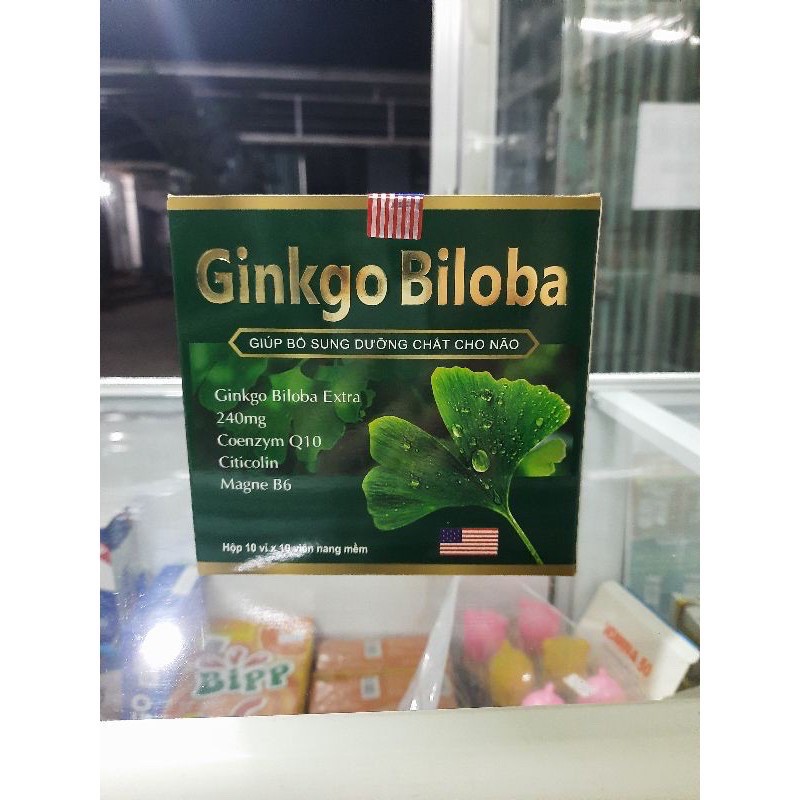 Ginkgo Biloba
GIÚP BỔ SUNG DƯỠNG CHẤT CHO NÃO
Ginkgo Biloba Extra
240mg
Coenzym Q10
Citicolin
Magne B6
Hộp 10 vỉ x 10 viên nang mềm
BiPP